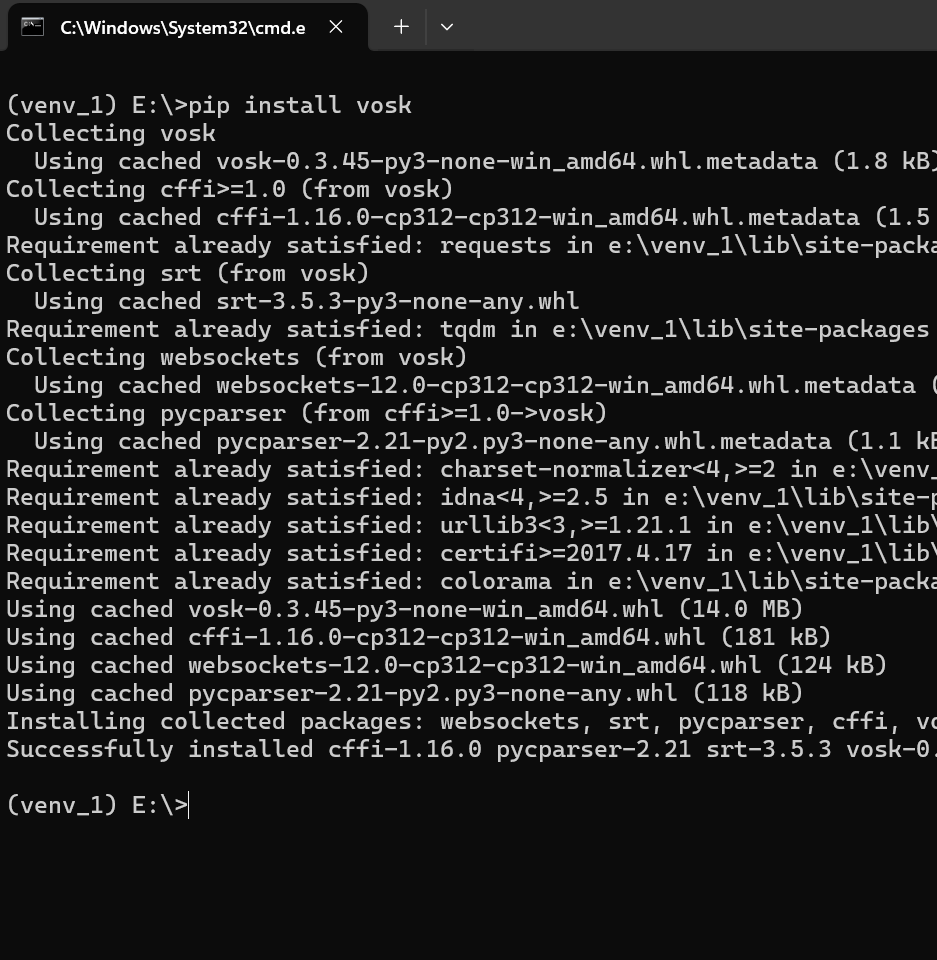 C:\Windows\System32\cmd.e
(venv_1) E:\>pip install vosk
Collecting vosk
  Using cached vosk-0.3.45-py3-none-win_amd64.whl.metadata (1.8 kB)
Collecting cffi>=1.0 (from vosk)
  Using cached cffi-1.16.0-cp312-cp312-win_amd64.whl.metadata (1.5
Requirement already satisfied: requests in e:\venv_1\lib\site-packa
Collecting srt (from vosk)
  Using cached srt-3.5.3-py3-none-any.whl
Requirement already satisfied: tqdm in e:\venv_1\lib\site-packages
Collecting websockets (from vosk)
  Using cached websockets-12.0-cp312-cp312-win_amd64.whl.metadata (
Collecting pycparser (from cffi>=1.0->vosk)
  Using cached pycparser-2.21-py2.py3-none-any.whl.metadata (1.1 kB
Requirement already satisfied: charset-normalizer<4,>=2 in e:\venv_
Requirement already satisfied: idna<4,>=2.5 in e:\venv_1\lib\site-p
Requirement already satisfied: urllib3<3,>=1.21.1 in e:\venv_1\lib\
Requirement already satisfied: certifi>=2017.4.17 in e:\venv_1\lib\
Requirement already satisfied: colorama in e:\venv_1\lib\site-packa
Using cached vosk-0.3.45-py3-none-win_amd64.whl (14.0 MB)
Using cached cffi-1.16.0-cp312-cp312-win_amd64.whl (181 kB)
Using cached websockets-12.0-cp312-cp312-win_amd64.whl (124 kB)
Using cached pycparser-2.21-py2.py3-none-any.whl (118 kB)
Installing collected packages: websockets, srt, pycparser, cffi, vo
Successfully installed cffi-1.16.0 pycparser-2.21 srt-3.5.3 vosk-0.
(venv_1) E:\>